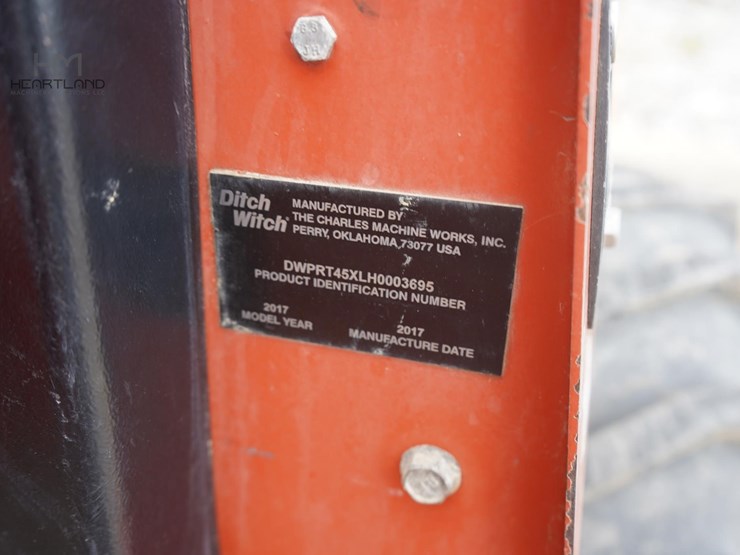 HEARTLAND
Ditch Witch
MANUFACTURED BY
THE CHARLES MACHINE WORKS, INC.
PERRY, OKLAHOMA 73077 USA
DWPRT45XLH0003695
PRODUCT IDENTIFICATION NUMBER
2017
MODEL YEAR
2017
MANUFACTURE DATE